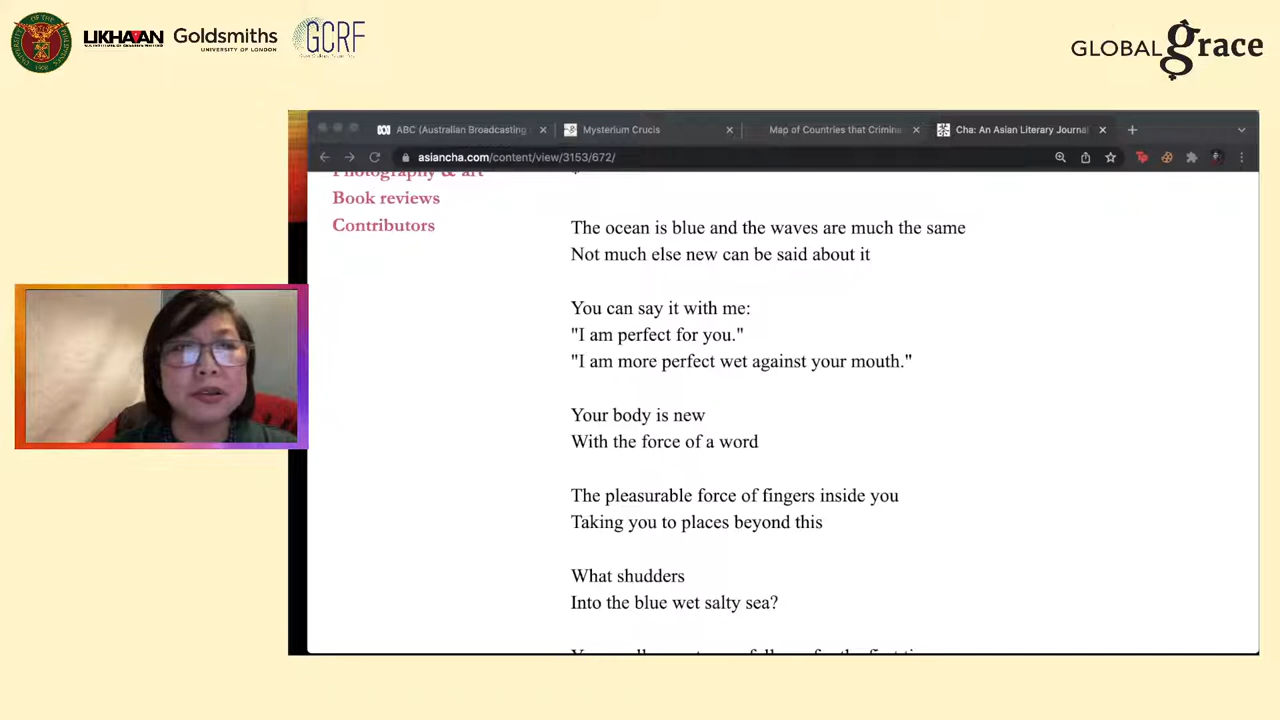 LIKHAAN
Goldsmiths
UNIVERSITY OF LONDON
GCRF
GLOBAL grace
ABC (Australian Broadcasting
Mysterium Crucis
Map of Countries that Crimin
Cha: An Asian Literary Journal
asiancha.com/content/view/3153/672/
Photography & art
Book reviews
Contributors
The ocean is blue and the waves are much the same
Not much else new can be said about it
You can say it with me:
"I am perfect for you."
"I am more perfect wet against your mouth."
Your body is new
With the force of a word
The pleasurable force of fingers inside you
Taking you to places beyond this
What shudders
Into the blue wet salty sea?